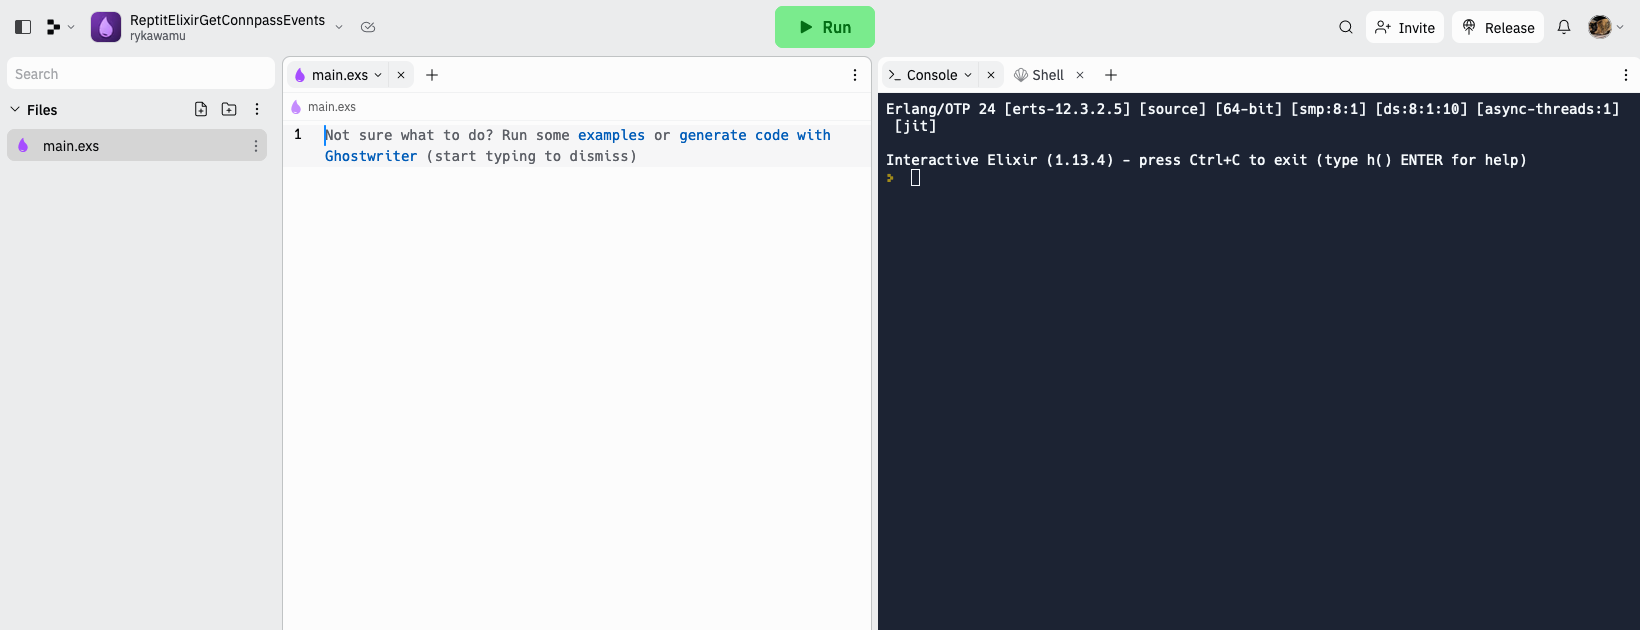 ReptitElixirGetConnpassEvents
rykawamu
Run
Invite
Release
Search
Files
main.exs
main.exs
main.exs
1
Not sure what to do? Run some examples or generate code with
Ghostwriter (start typing to dismiss)
Console
Shell
Erlang/OTP 24 [erts-12.3.2.5] [source] [64-bit] [smp:8:1] [ds:8:1:10] [async-threads:1]
[jit]
Interactive Elixir (1.13.4) - press Ctrl+C to exit (type h() ENTER for help)